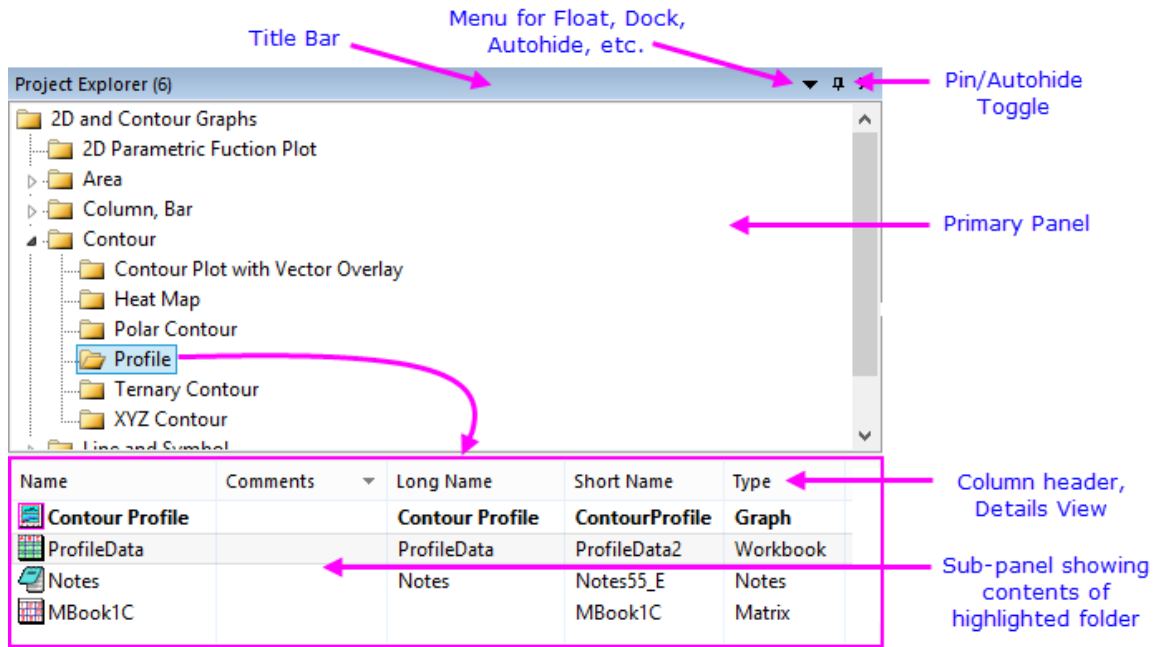 Menu for Float, Dock,
Autohide, etc.
Title Bar
Project Explorer (6)
Pin/Autohide
Toggle
2D and Contour Graphs
2D Parametric Fuction Plot
Area
Column, Bar
Primary Panel
Contour
Contour Plot with Vector Overlay
Heat Map
Polar Contour
Profile
Ternary Contour
XYZ Contour
Line and Symbol
Name Comments Long Name Short Name Type
Column header,
Details View
Contour Profile Contour Profile ContourProfile Graph
ProfileData ProfileData ProfileData2 Workbook
Notes Notes Notes55_E Notes
MBook1C MBook1C Matrix
Sub-panel showing
contents of
highlighted folder